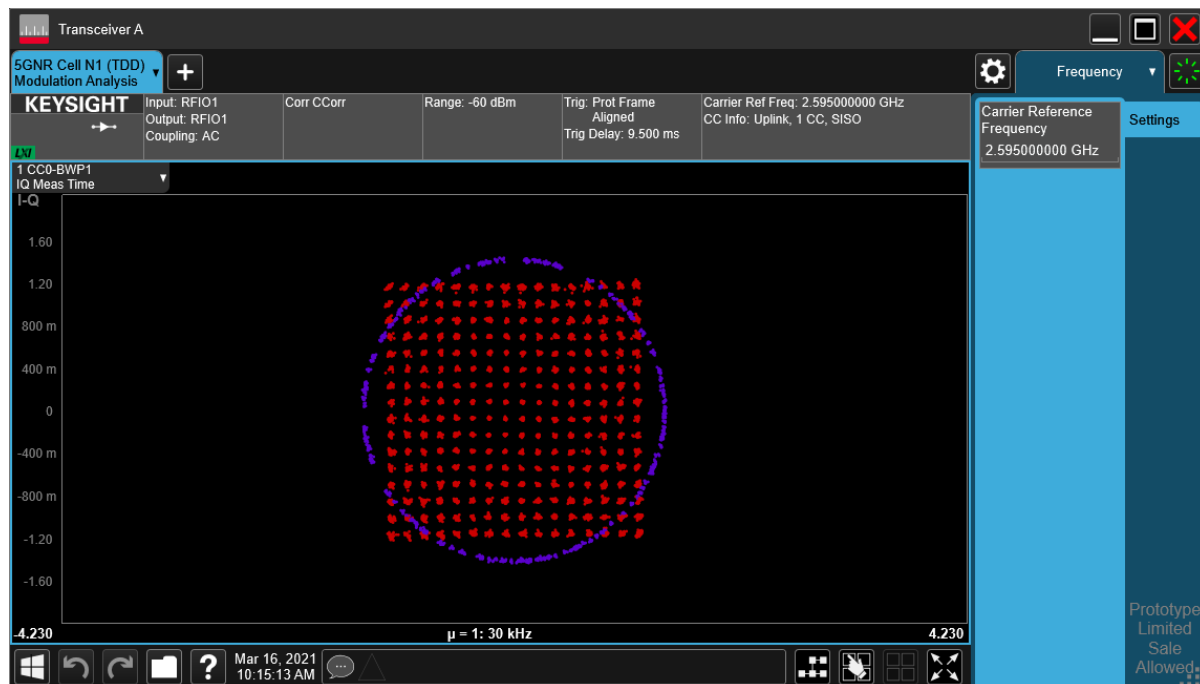 Transceiver A
5GNR Cell N1 (TDD)
Modulation Analysis
Frequency
KEYSIGHT
LXI
Input: RFIO1
Output: RFIO1
Coupling: AC
Corr CCorr
Range: -60 dBm
Trig: Prot Frame
Aligned
Trig Delay: 9.500 ms
Carrier Ref Freq: 2.595000000 GHz
CC Info: Uplink, 1 CC, SISO
Carrier Reference
Frequency
2.595000000 GHz
Settings
1 CC0-BWP1
IQ Meas Time
I-Q
1.60
1.20
800 m
400 m
0
-400 m
-800 m
-1.20
-1.60
-4.230
µ = 1: 30 kHz
4.230
Mar 16, 2021
10:15:13 AM
Prototype
Limited
Sale
Allowed